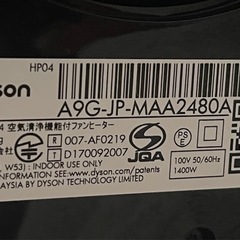 HP04
son
A9G-JP-MAA2480A
4 空気清浄機能付ファンヒーター
R 007-AF0219
T D170092007
JQA
PS
E
100V 50/60Hz
1400W
, W53) : INDOOR USE ONLY
www.dyson.com/patents
AYSIA BY DYSON TECHNOLOGY LIMITED